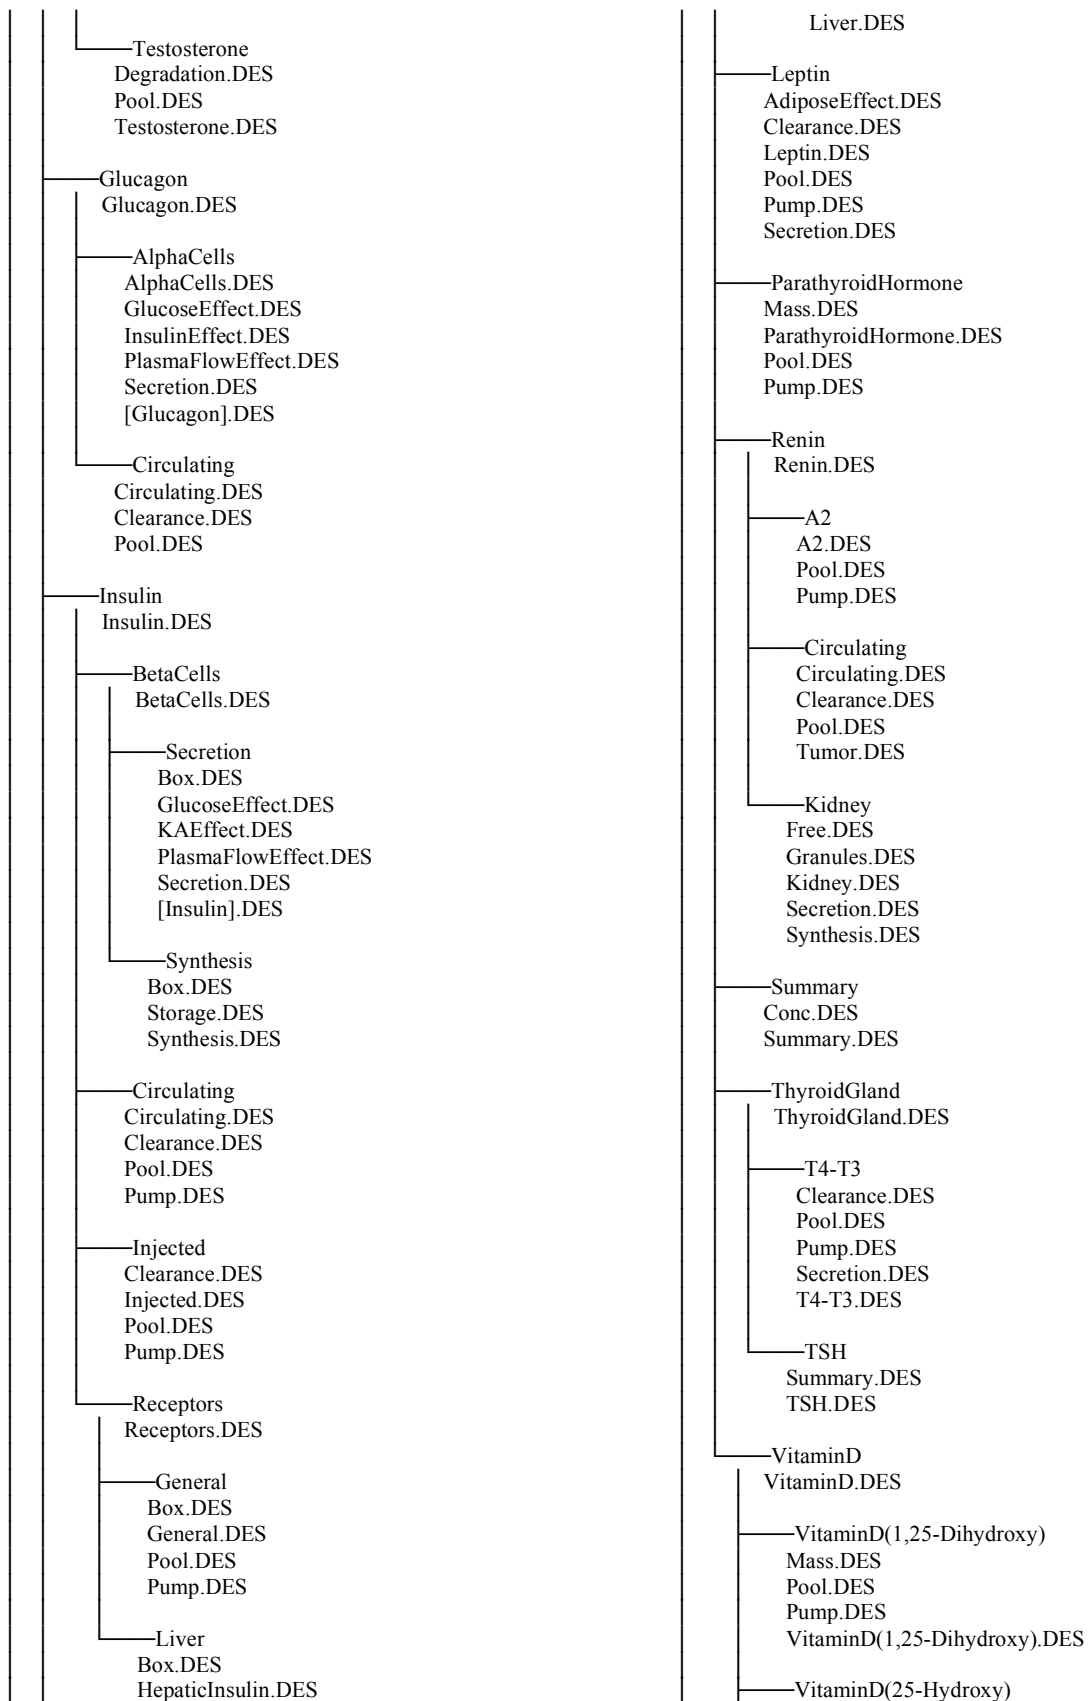 Testosterone
Degradation.DES
Pool.DES
Testosterone.DES
Glucagon
Glucagon.DES
AlphaCells
AlphaCells.DES
GlucoseEffect.DES
InsulinEffect.DES
PlasmaFlowEffect.DES
Secretion.DES
[Glucagon].DES
Circulating
Circulating.DES
Clearance.DES
Pool.DES
Insulin
Insulin.DES
BetaCells
BetaCells.DES
Secretion
Box.DES
GlucoseEffect.DES
KAEffect.DES
PlasmaFlowEffect.DES
Secretion.DES
[Insulin].DES
Synthesis
Box.DES
Storage.DES
Synthesis.DES
Circulating
Circulating.DES
Clearance.DES
Pool.DES
Pump.DES
Injected
Clearance.DES
Injected.DES
Pool.DES
Pump.DES
Receptors
Receptors.DES
General
Box.DES
General.DES
Pool.DES
Pump.DES
Liver
Box.DES
HepaticInsulin.DES
Liver.DES
Leptin
AdiposeEffect.DES
Clearance.DES
Leptin.DES
Pool.DES
Pump.DES
Secretion.DES
ParathyroidHormone
Mass.DES
ParathyroidHormone.DES
Pool.DES
Pump.DES
Renin
Renin.DES
A2
A2.DES
Pool.DES
Pump.DES
Circulating
Circulating.DES
Clearance.DES
Pool.DES
Tumor.DES
Kidney
Free.DES
Granules.DES
Kidney.DES
Secretion.DES
Synthesis.DES
Summary
Conc.DES
Summary.DES
ThyroidGland
ThyroidGland.DES
T4-T3
Clearance.DES
Pool.DES
Pump.DES
Secretion.DES
T4-T3.DES
TSH
Summary.DES
TSH.DES
VitaminD
VitaminD.DES
VitaminD(1,25-Dihydroxy)
Mass.DES
Pool.DES
Pump.DES
VitaminD(1,25-Dihydroxy).DES
VitaminD(25-Hydroxy)